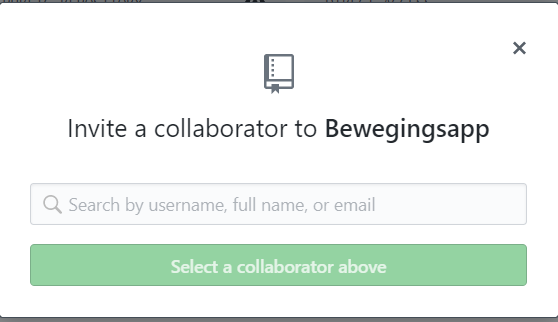 Invite a collaborator to Bewegingsapp
Search by username, full name, or email
Select a collaborator above